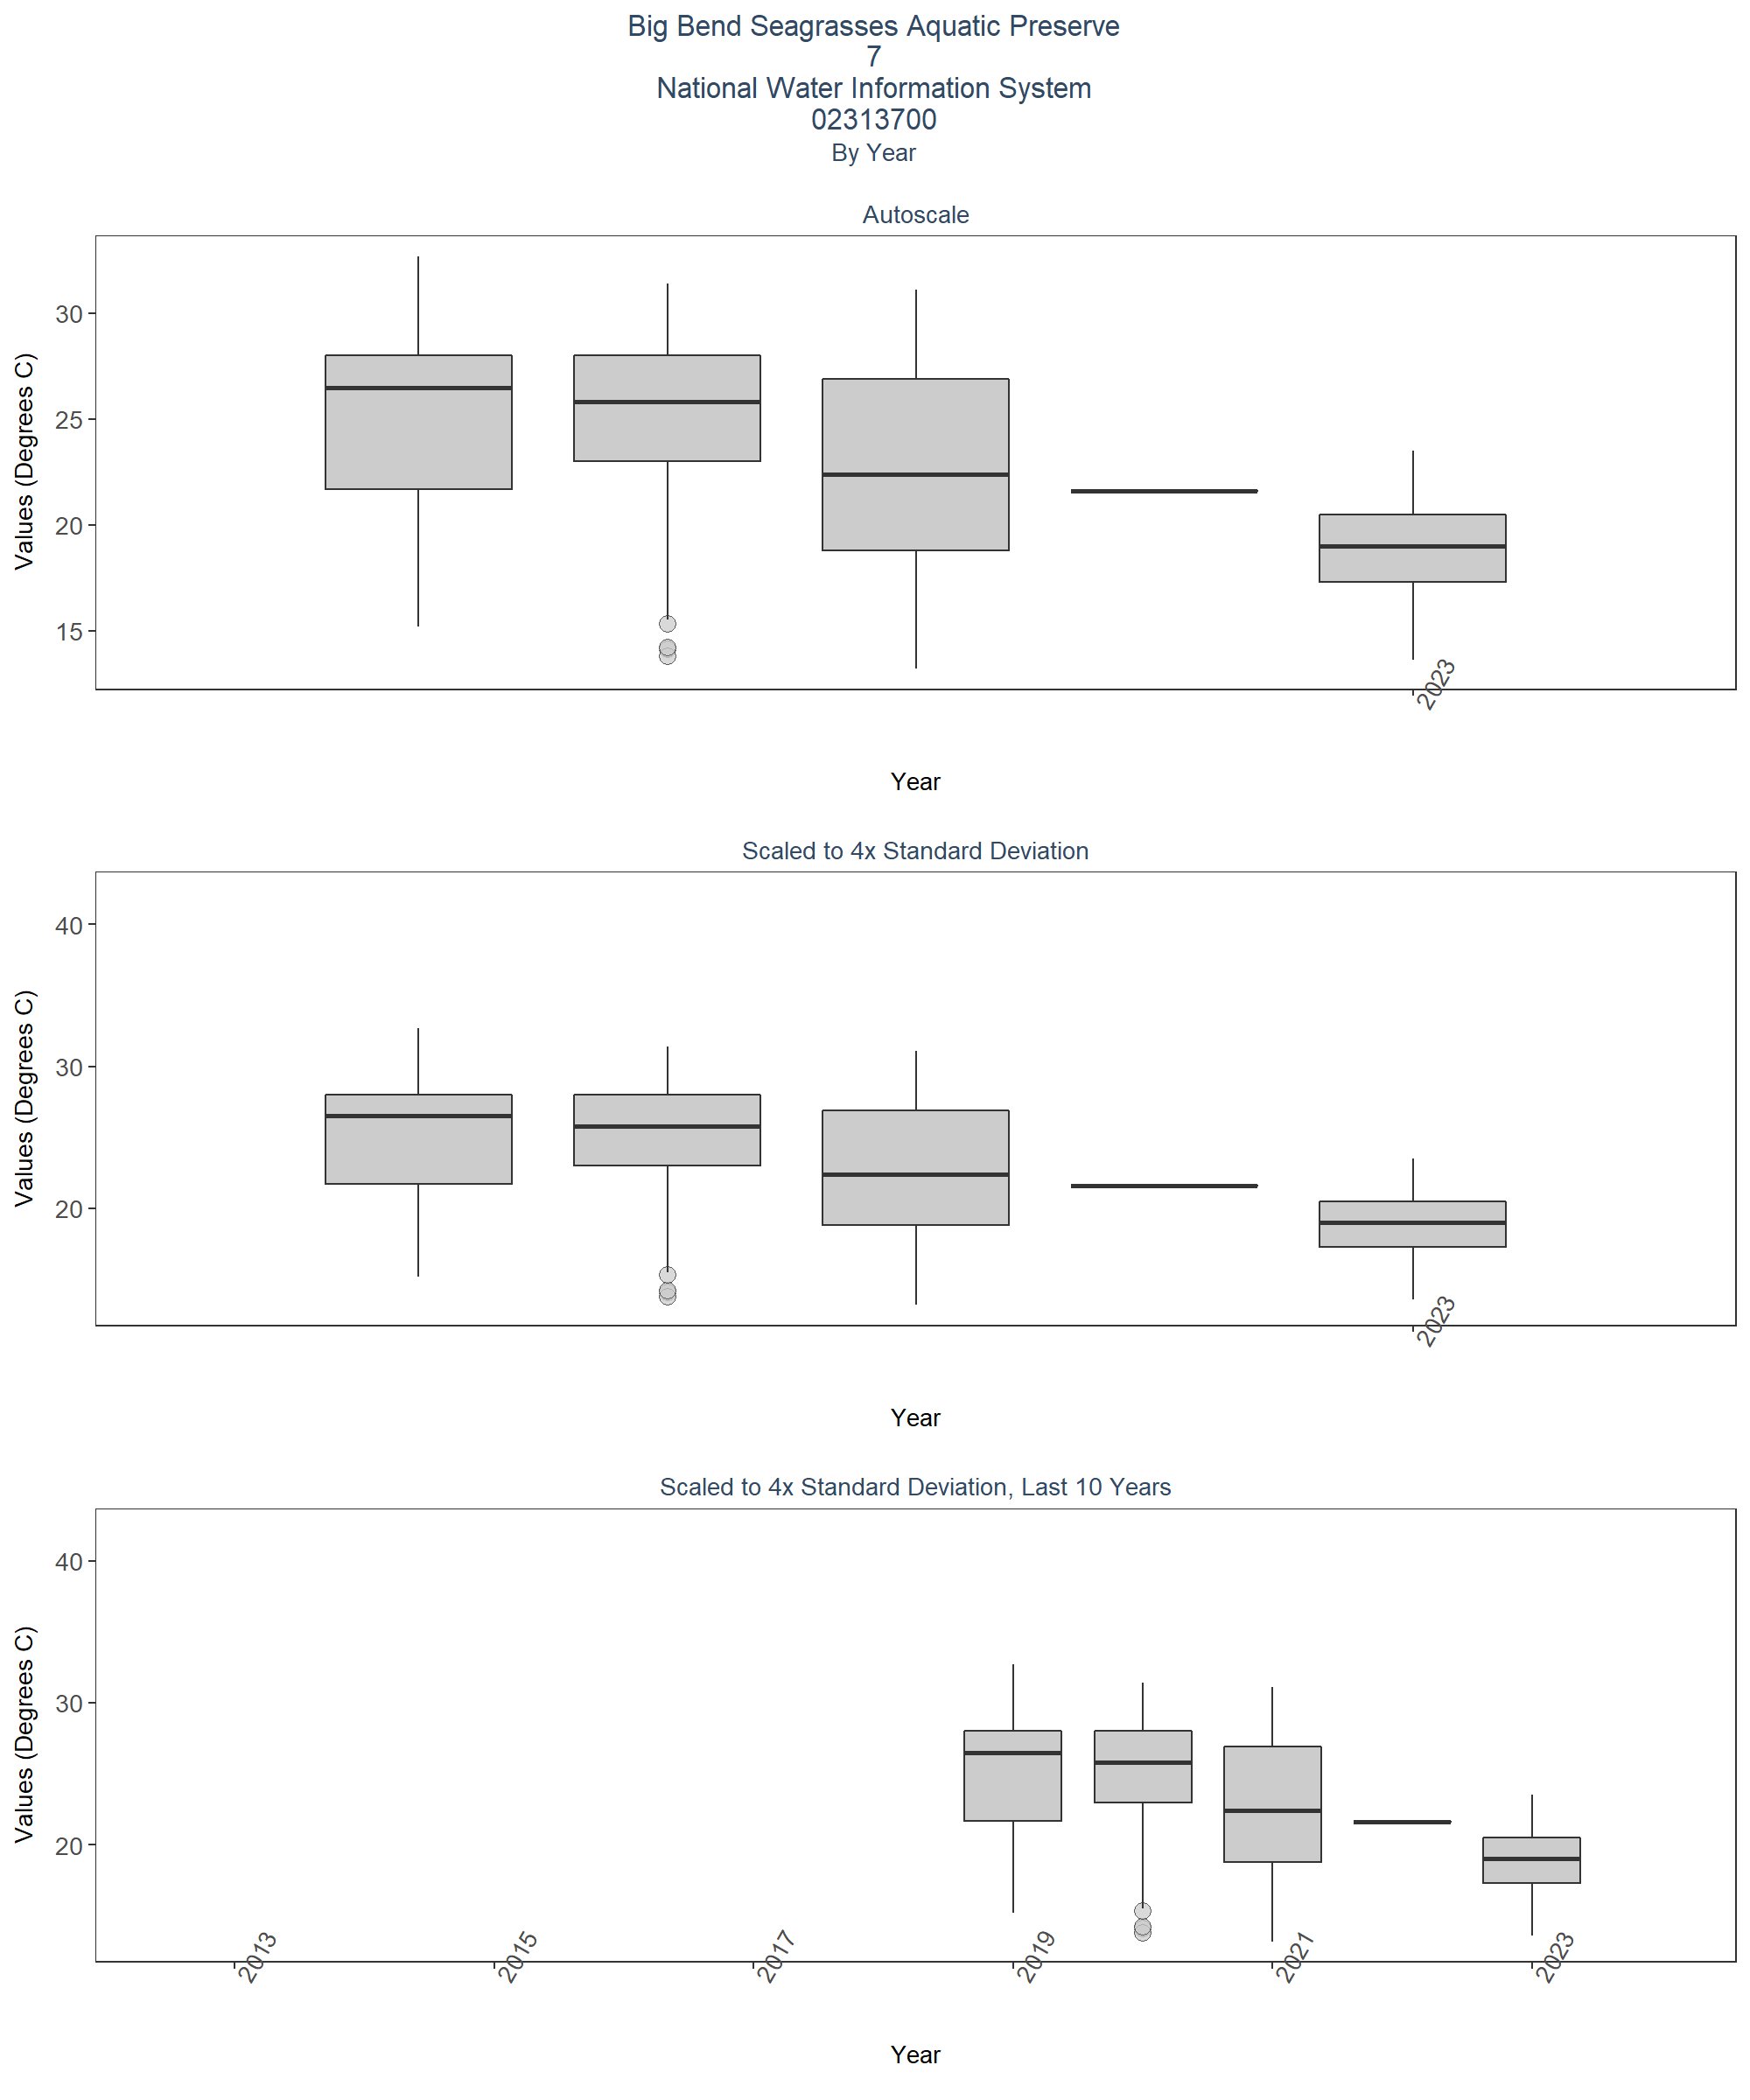 Big Bend Seagrasses Aquatic Preserve
7
National Water Information System
02313700
By Year
Autoscale
Values (Degrees C)
30
25
20
15
2023
Year
Scaled to 4x Standard Deviation
Values (Degrees C)
40
30
20
2023
Year
Scaled to 4x Standard Deviation, Last 10 Years
Values (Degrees C)
40
30
20
2013
2015
2017
2019
2021
2023
Year